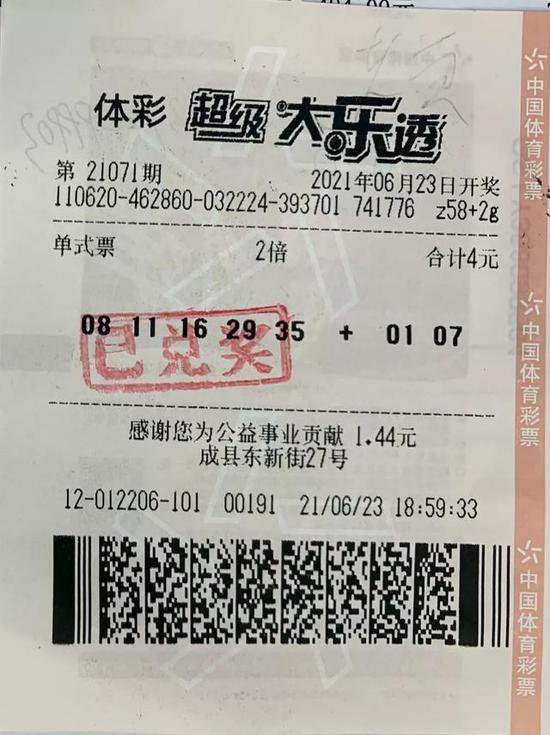 体彩 超级大乐透
第 21071期 2021年06月23日开奖
110620-462860-032224-393701 741776 z58+2g
单式票 2倍 合计4元
08 11 16 29 35 + 01 07
已兑奖
感谢您为公益事业贡献 1.44元
成县东新街27号
12-012206-101 00191 21/06/23 18:59:33
中国体育彩票
中国体育彩票
中国体育彩票